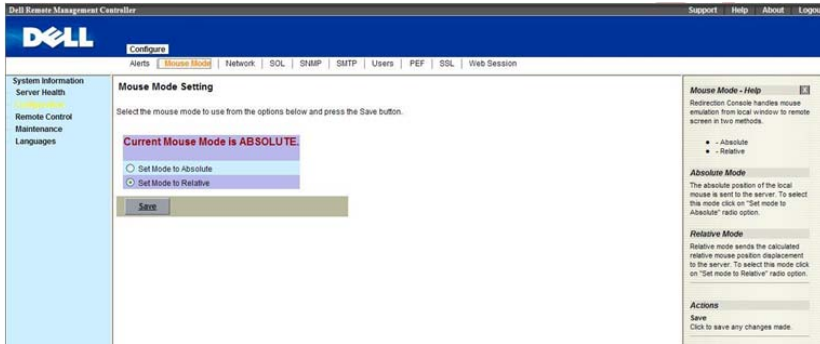 Dell Remote Management Controller
Support | Help | About | Logou
DELL
Configure
Alerts | Mouse Mode | Network | SOL | SNMP | SMTP | Users | PEF | SSL | Web Session
System Information
Server Health
Configuration
Remote Control
Maintenance
Languages
Mouse Mode Setting
Select the mouse mode to use from the options below and press the Save button.
Current Mouse Mode is ABSOLUTE.
Set Mode to Absolute
Set Mode to Relative
Save
Mouse Mode - Help
Redirection Console handles mouse
emulation from local window to remote
screen in two methods.
- Absolute
- Relative
Absolute Mode
The absolute position of the local
mouse is sent to the server. To select
this mode click on "Set mode to
Absolute" radio option.
Relative Mode
Relative mode sends the calculated
relative mouse position displacement
to the server. To select this mode click
on "Set mode to Relative" radio option.
Actions
Save
Click to save any changes made.